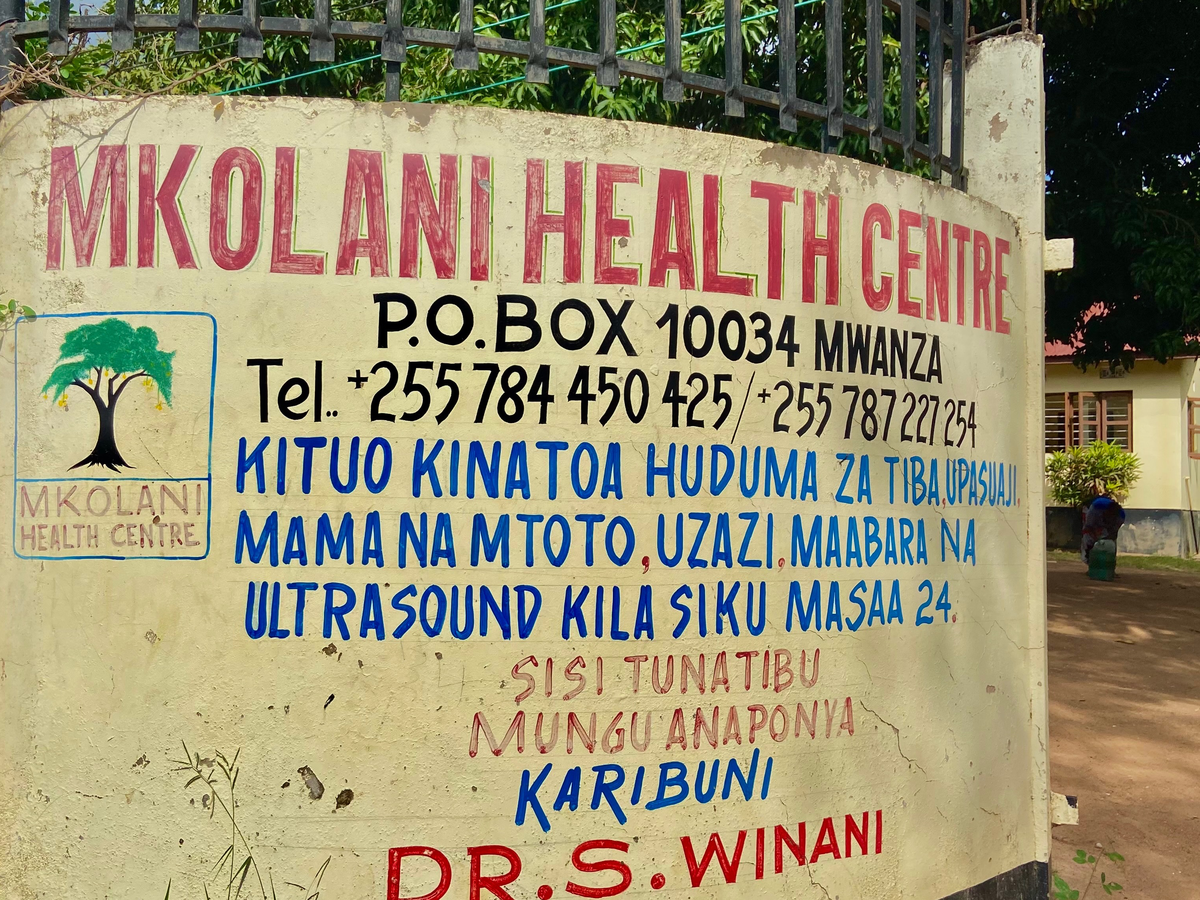 MKOLANI HEALTH CENTRE
P.O.BOX 10034 MWANZA
Tel.. +255 784 450 425/+255 787 227 254
KITUO KINATOA HUDUMA ZA TIBA,UPASUAJI,
MAMA NA MTOTO,UZAZI,MAABARA NA
ULTRASOUND KILA SIKU MASAA 24.
MKOLANI
HEALTH CENTRE
SISI TUNATIBU
MUNGU ANAPONYA
KARIBUNI
DR.S.WINANI